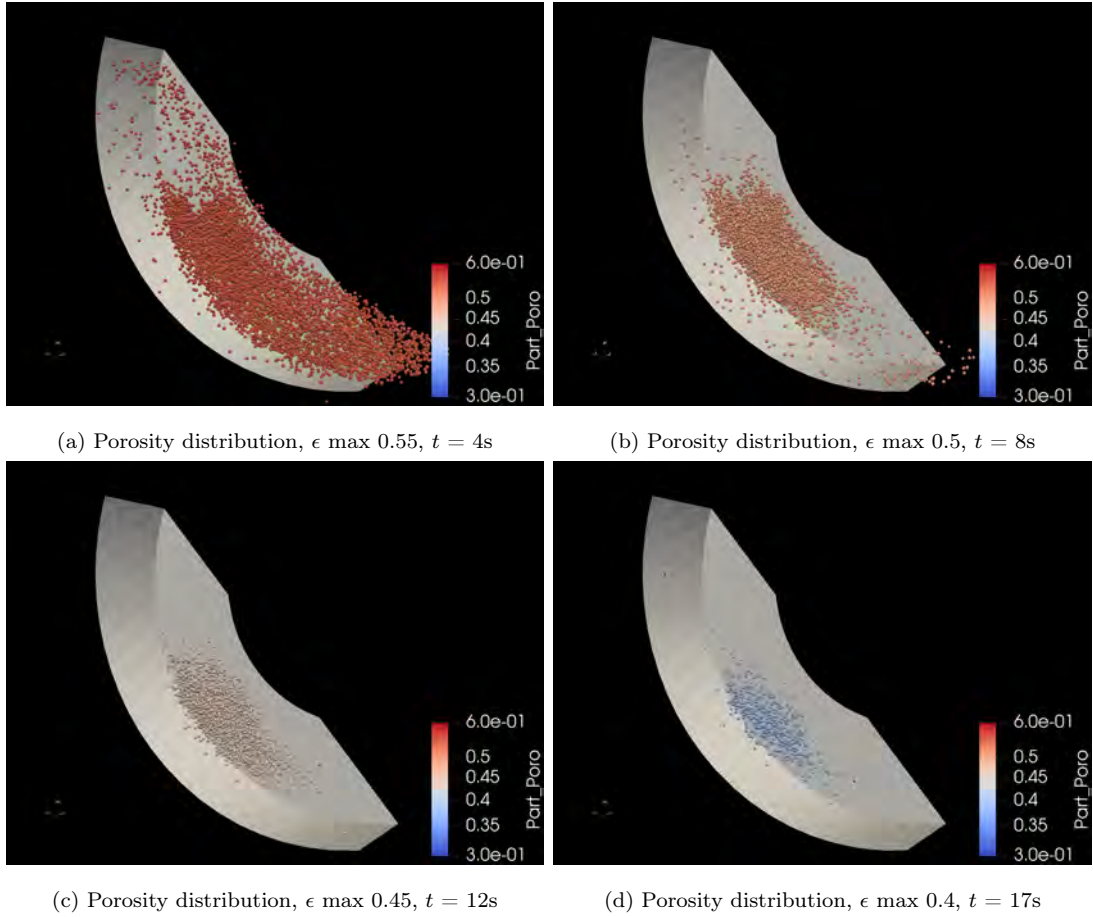 6.0e-01
0.5
0.45
0.4
0.35
3.0e-01
Part_Poro
6.0e-01
0.5
0.45
0.4
0.35
3.0e-01
Part_Poro
(a) Porosity distribution, ϵ max 0.55, t = 4s
(b) Porosity distribution, ϵ max 0.5, t = 8s
6.0e-01
0.5
0.45
0.4
0.35
3.0e-01
Part_Poro
6.0e-01
0.5
0.45
0.4
0.35
3.0e-01
Part_Poro
(c) Porosity distribution, ϵ max 0.45, t = 12s
(d) Porosity distribution, ϵ max 0.4, t = 17s